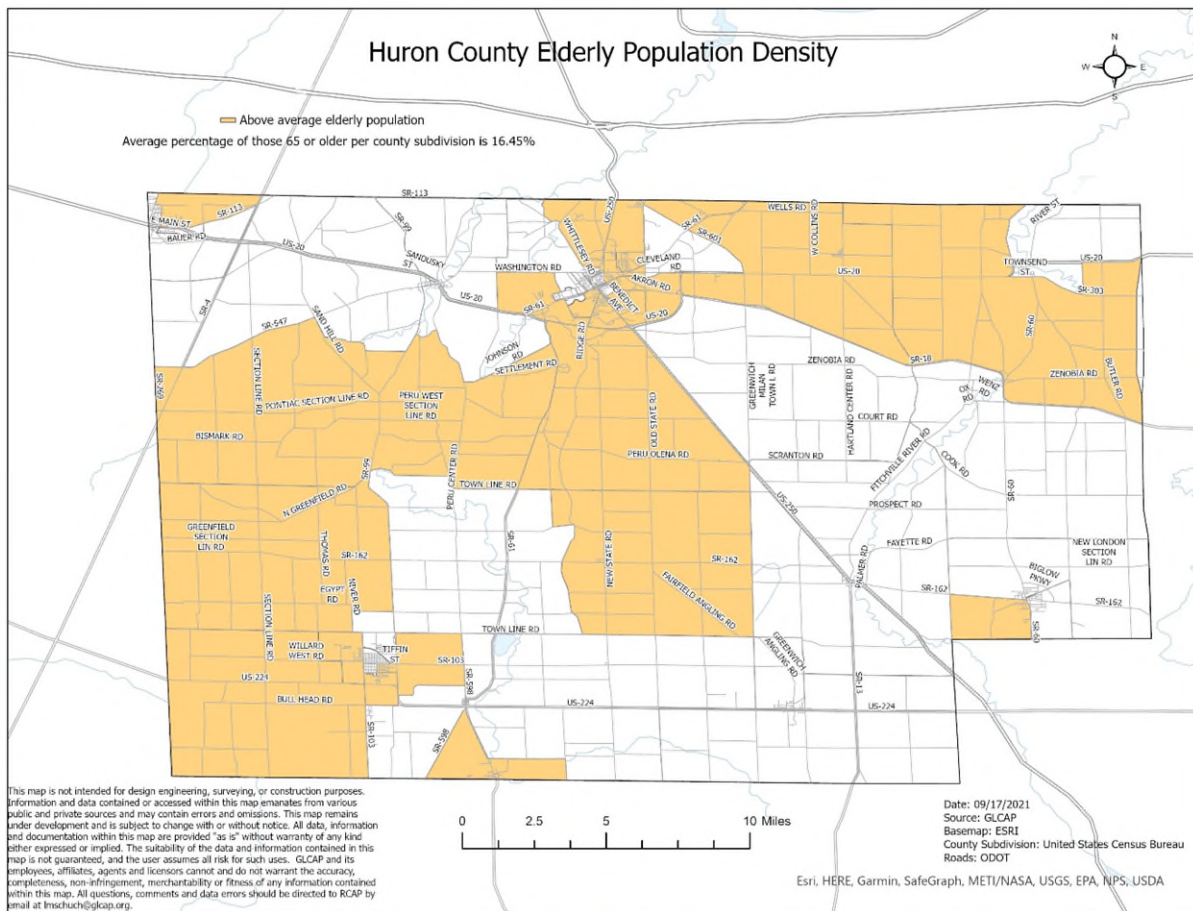 Huron County Elderly Population Density
N
W
E
S
Above average elderly population
Average percentage of those 65 or older per county subdivision is 16.45%
SR-113
SR-113
E MAIN ST
BAUER RD
US-20
SR-99
SANDUSKY
ST
US-250
WHITTLESEY RD
WASHINGTON RD
SR-61
SR-601
CLEVELAND
RD
AKRON RD
BENEDICT
AVE
WELLS RD
W COLLINS RD
US-20
RIVER ST
TOWNSEND
ST
US-20
SR-303
SR-4
SR-547
SAND HILL RD
US-20
SR-61
US-20
RIDGE RD
JOHNSON
RD
SETTLEMENT RD
SR-60
SR-18
ZENOBIA RD
ZENOBIA RD
BUTLER RD
SR-269
SECTION LINE RD
PONTIAC SECTION LINE RD
PERU WEST
SECTION
LINE RD
OLD STATE RD
GREENWICH
MILAN
TOWN L RD
HARTLAND CENTER RD
COURT RD
WENZ
RD
OX
RD
BISMARK RD
PERU CENTER RD
PERU OLENA RD
SCRANTON RD
FITCHVILLE RIVER RD
COOK RD
SR-99
N GREENFIELD RD
TOWN LINE RD
SR-60
US-250
PROSPECT RD
GREENFIELD
SECTION
LIN RD
THOMAS RD
SR-162
SR-61
NEW STATE RD
SR-162
FAYETTE RD
NEW LONDON
SECTION
LIN RD
EGYPT
RD
NIVER RD
FAIRFIELD ANGLING RD
PALMER RD
BIGLOW
PKWY
SR-162
SR-162
SECTION LINE RD
TOWN LINE RD
GREENWICH
ANGLING RD
SR-60
WILLARD
WEST RD
TIFFIN
ST
SR-103
US-224
SR-598
SR-13
BULL HEAD RD
US-224
US-224
SR-103
SR-598
This map is not intended for design engineering, surveying, or construction purposes.
Information and data contained or accessed within this map emanates from various
public and private sources and may contain errors and omissions. This map remains
under development and is subject to change with or without notice. All data, information
and documentation within this map are provided "as is" without warranty of any kind
either expressed or implied. The suitability of the data and information contained in this
map is not guaranteed, and the user assumes all risk for such uses. GLCAP and its
employees, affiliates, agents and licensors cannot and do not warrant the accuracy,
completeness, non-infringement, merchantability or fitness of any information contained
within this map. All questions, comments and data errors should be directed to RCAP by
email at lmschuch@glcap.org.
0 2.5 5 10 Miles
Date: 09/17/2021
Source: GLCAP
Basemap: ESRI
County Subdivision: United States Census Bureau
Roads: ODOT
Esri, HERE, Garmin, SafeGraph, METI/NASA, USGS, EPA, NPS, USDA